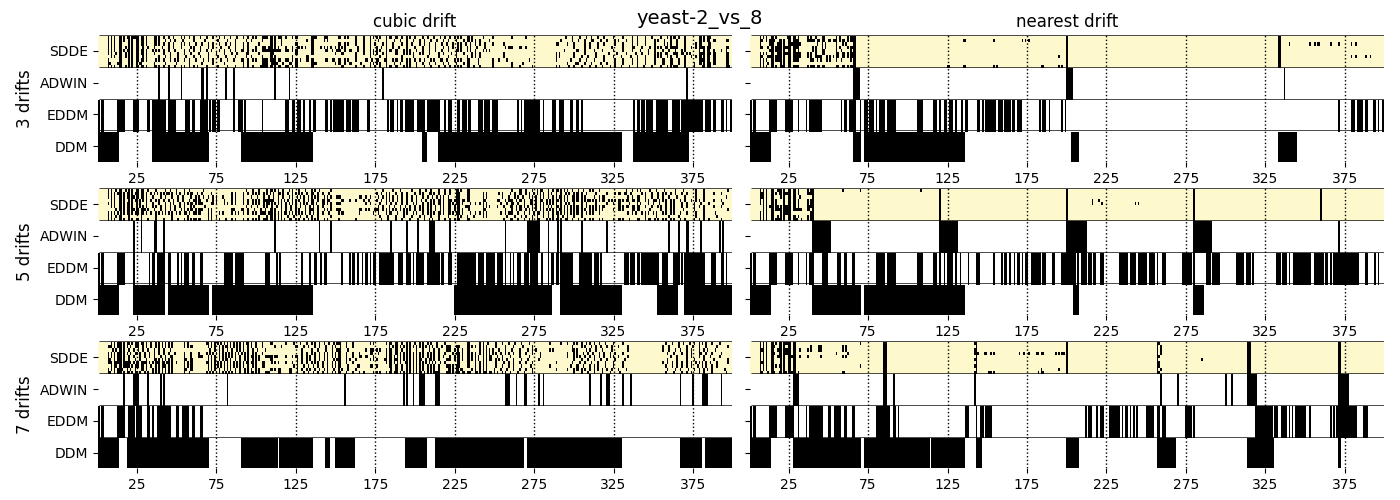 yeast-2_vs_8
cubic drift
nearest drift
3 drifts
SDDE
ADWIN
EDDM
DDM
25 75 125 175 225 275 325 375
25 75 125 175 225 275 325 375
5 drifts
SDDE
ADWIN
EDDM
DDM
25 75 125 175 225 275 325 375
25 75 125 175 225 275 325 375
7 drifts
SDDE
ADWIN
EDDM
DDM
25 75 125 175 225 275 325 375
25 75 125 175 225 275 325 375